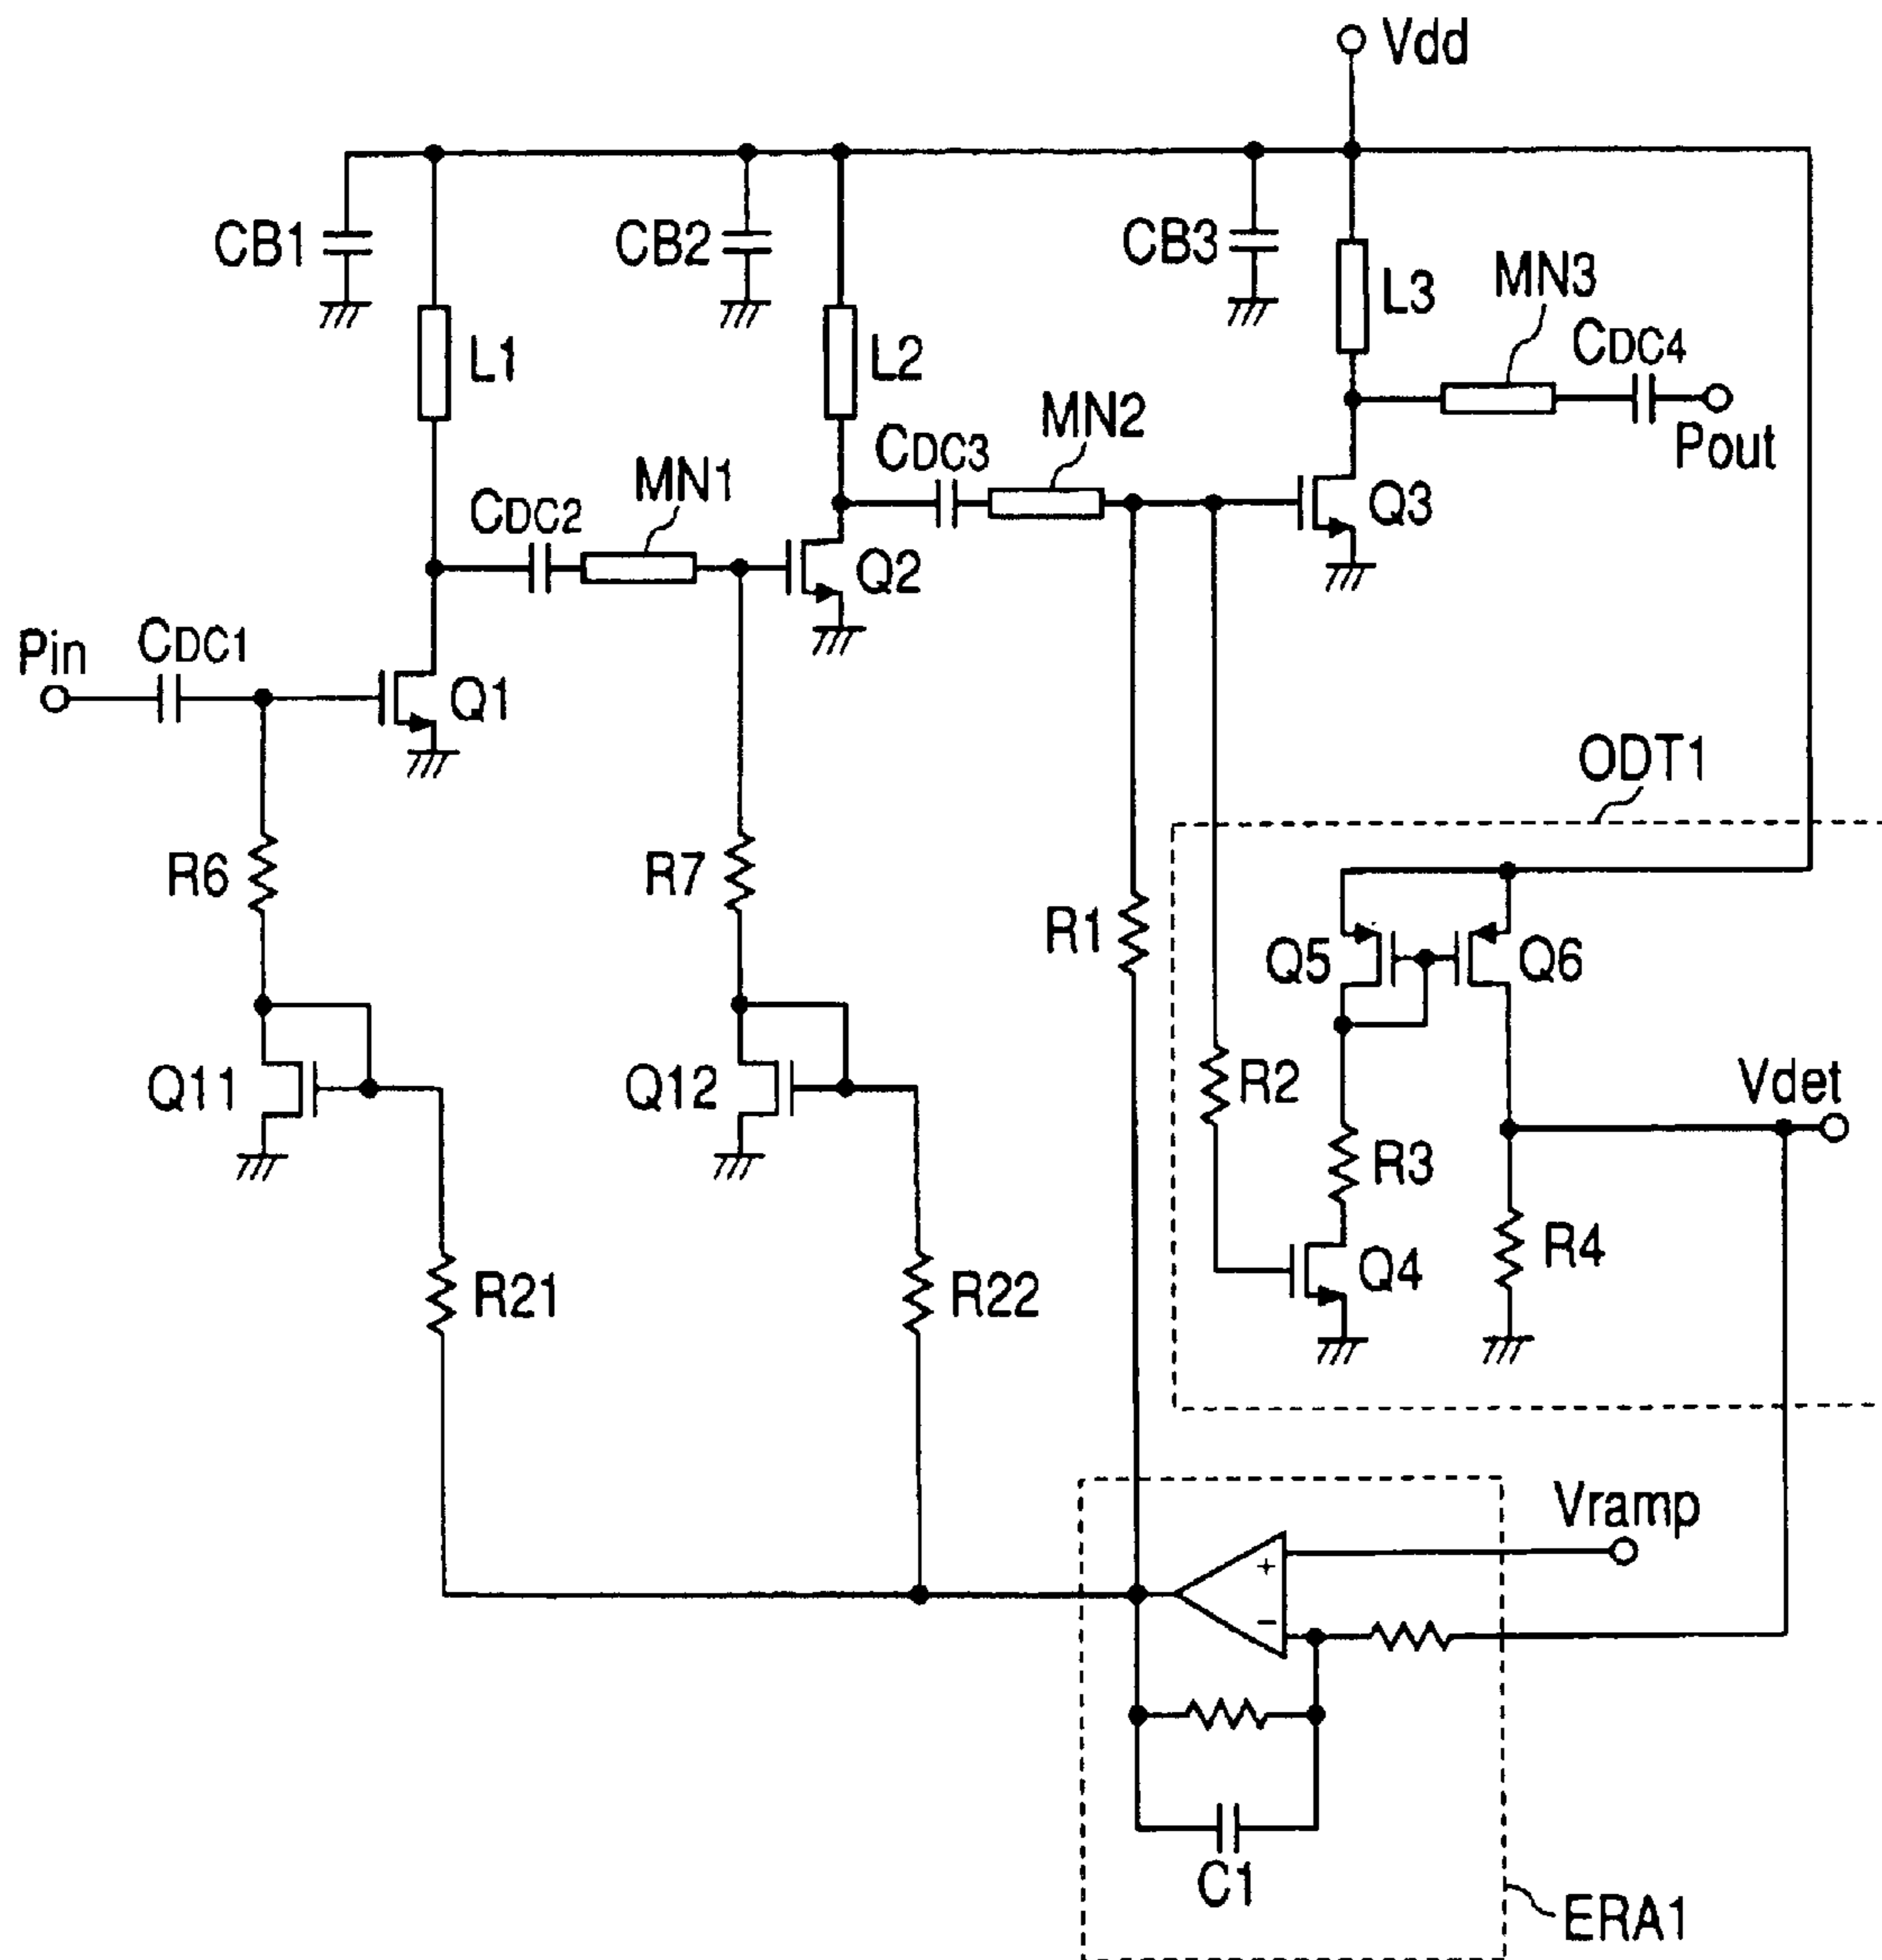 Vdd
CB1
CB2
CB3
L3
MN3
CDC4
L1
L2
MN2
CDC3
Pout
MN1
CDC2
Q3
Q2
Pin
CDC1
Q1
ODT1
R6
R7
R1
Q5
Q6
R2
Vdet
Q11
Q12
R3
R4
Q4
R21
R22
Vramp
+
−
C1
ERA1